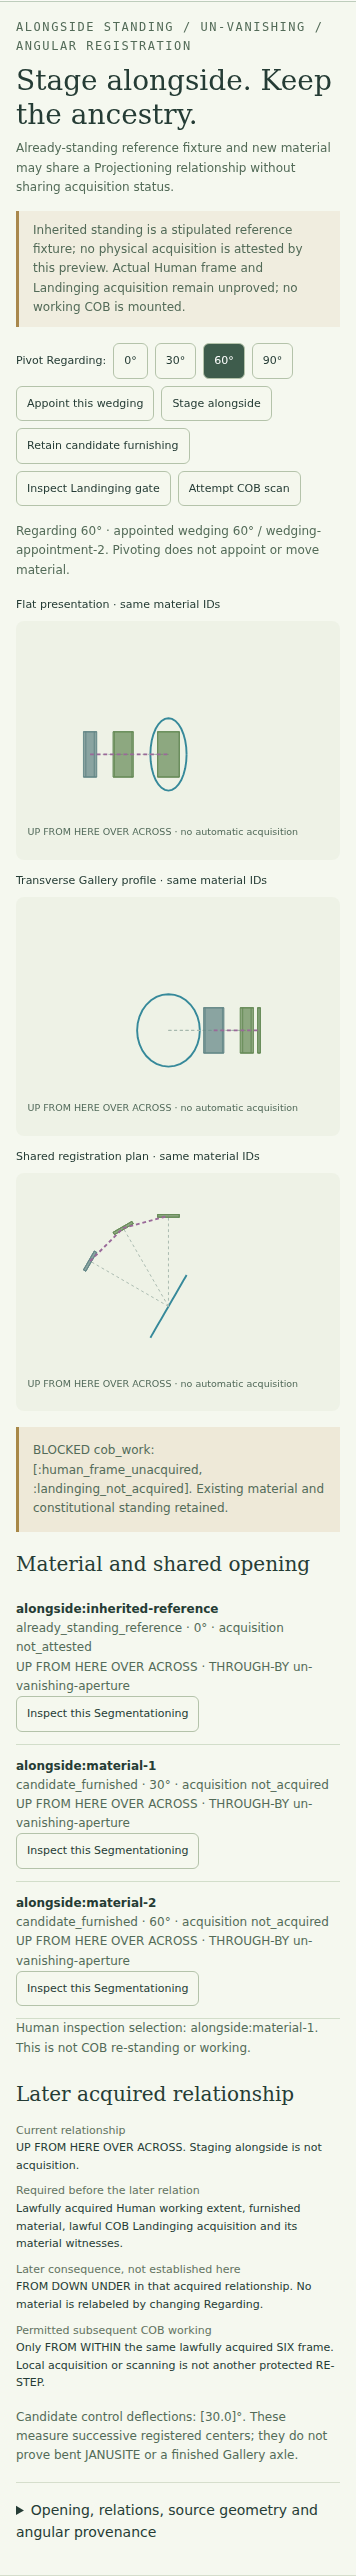 ALONGSIDE STANDING / UN-VANISHING /
ANGULAR REGISTRATION
Stage alongside. Keep
the ancestry.
Already-standing reference fixture and new material
may share a Projectioning relationship without
sharing acquisition status.
Inherited standing is a stipulated reference
fixture; no physical acquisition is attested by
this preview. Actual Human frame and
Landinging acquisition remain unproved; no
working COB is mounted.
Pivot Regarding: 0° 30° 60° 90°
Appoint this wedging Stage alongside
Retain candidate furnishing
Inspect Landinging gate Attempt COB scan
Regarding 60° · appointed wedging 60° / wedging-
appointment-2. Pivoting does not appoint or move
material.
Flat presentation · same material IDs
UP FROM HERE OVER ACROSS · no automatic acquisition
Transverse Gallery profile · same material IDs
UP FROM HERE OVER ACROSS · no automatic acquisition
Shared registration plan · same material IDs
UP FROM HERE OVER ACROSS · no automatic acquisition
BLOCKED cob_work:
[:human_frame_unacquired,
:landinging_not_acquired]. Existing material and
constitutional standing retained.
Material and shared opening
alongside:inherited-reference
already_standing_reference · 0° · acquisition
not_attested
UP FROM HERE OVER ACROSS · THROUGH-BY un-
vanishing-aperture
Inspect this Segmentationing
alongside:material-1
candidate_furnished · 30° · acquisition not_acquired
UP FROM HERE OVER ACROSS · THROUGH-BY un-
vanishing-aperture
Inspect this Segmentationing
alongside:material-2
candidate_furnished · 60° · acquisition not_acquired
UP FROM HERE OVER ACROSS · THROUGH-BY un-
vanishing-aperture
Inspect this Segmentationing
Human inspection selection: alongside:material-1.
This is not COB re-standing or working.
Later acquired relationship
Current relationship
UP FROM HERE OVER ACROSS. Staging alongside is not
acquisition.
Required before the later relation
Lawfully acquired Human working extent, furnished
material, lawful COB Landinging acquisition and its
material witnesses.
Later consequence, not established here
FROM DOWN UNDER in that acquired relationship. No
material is relabeled by changing Regarding.
Permitted subsequent COB working
Only FROM WITHIN the same lawfully acquired SIX frame.
Local acquisition or scanning is not another protected RE-
STEP.
Candidate control deflections: [30.0]°. These
measure successive registered centers; they do not
prove bent JANUSITE or a finished Gallery axle.
Opening, relations, source geometry and
angular provenance